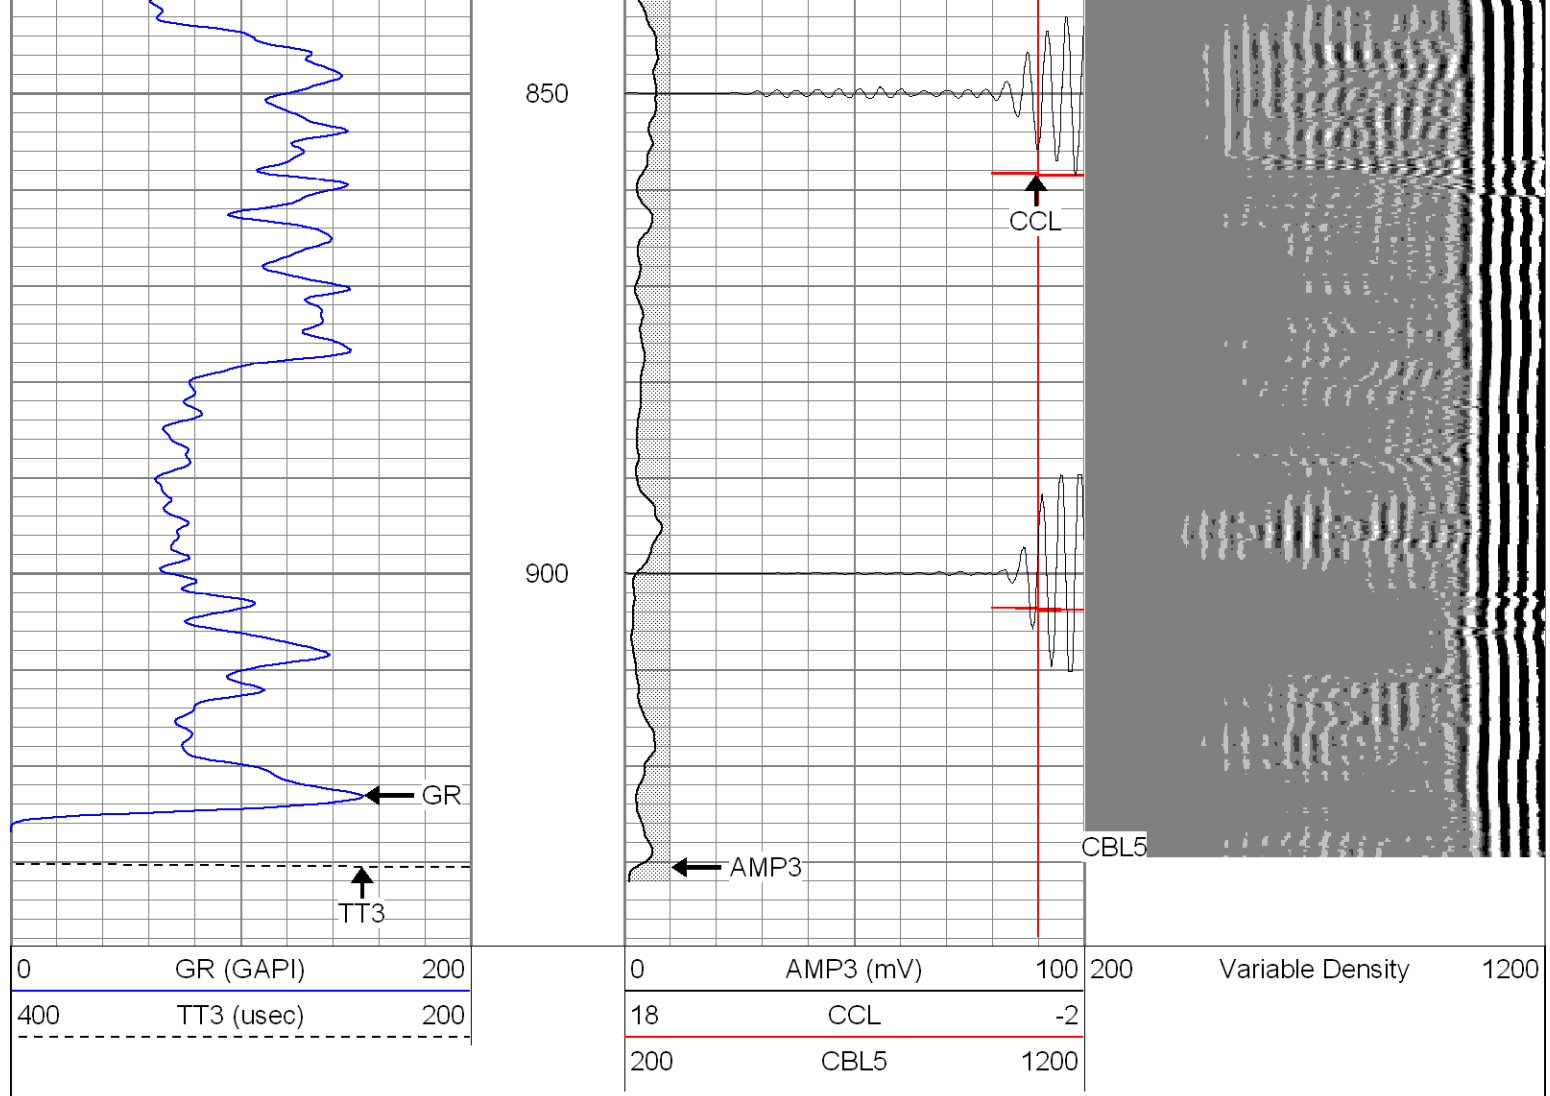 850
CCL
900
GR
CBL5
AMP3
TT3
0 GR (GAPI) 200
400 TT3 (usec) 200
0 AMP3 (mV) 100
18 CCL -2
200 CBL5 1200
200 Variable Density 1200